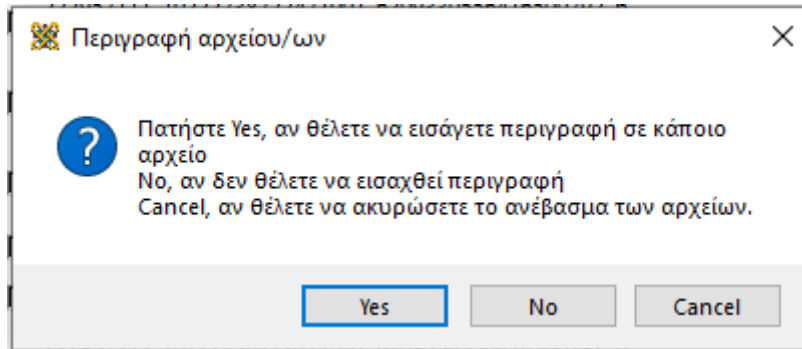 Περιγραφή αρχείου/ων
Πατήστε Yes, αν θέλετε να εισάγετε περιγραφή σε κάποιο
αρχείο
No, αν δεν θέλετε να εισαχθεί περιγραφή
Cancel, αν θέλετε να ακυρώσετε το ανέβασμα των αρχείων.
Yes
No
Cancel